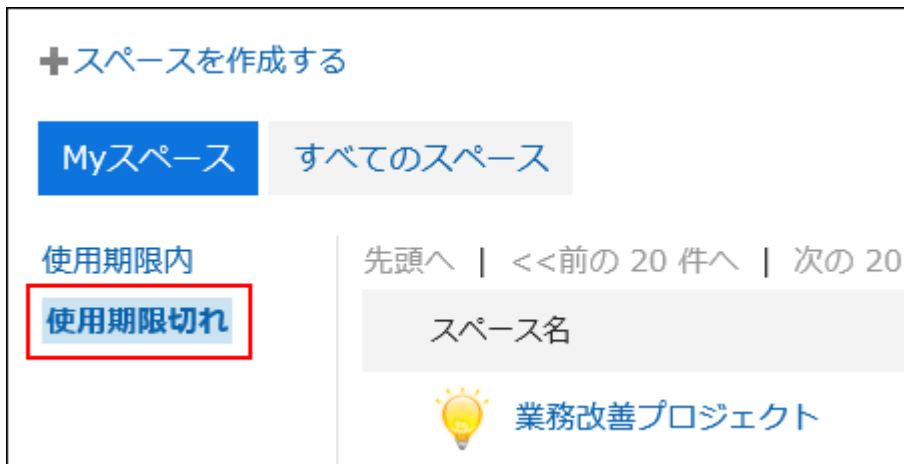 スペースを作成する
Myスペース すべてのスペース
使用期限内
使用期限切れ
先頭へ | <<前の 20 件へ | 次の 20
スペース名
業務改善プロジェクト